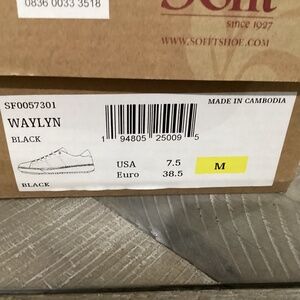 0836 0033 3518
Söfft
since 1927
WWW.SOFFTSHOE.COM
SF0057301
MADE IN CAMBODIA
WAYLYN
BLACK
1 94805 25009 5
USA 7.5 M
Euro 38.5
BLACK